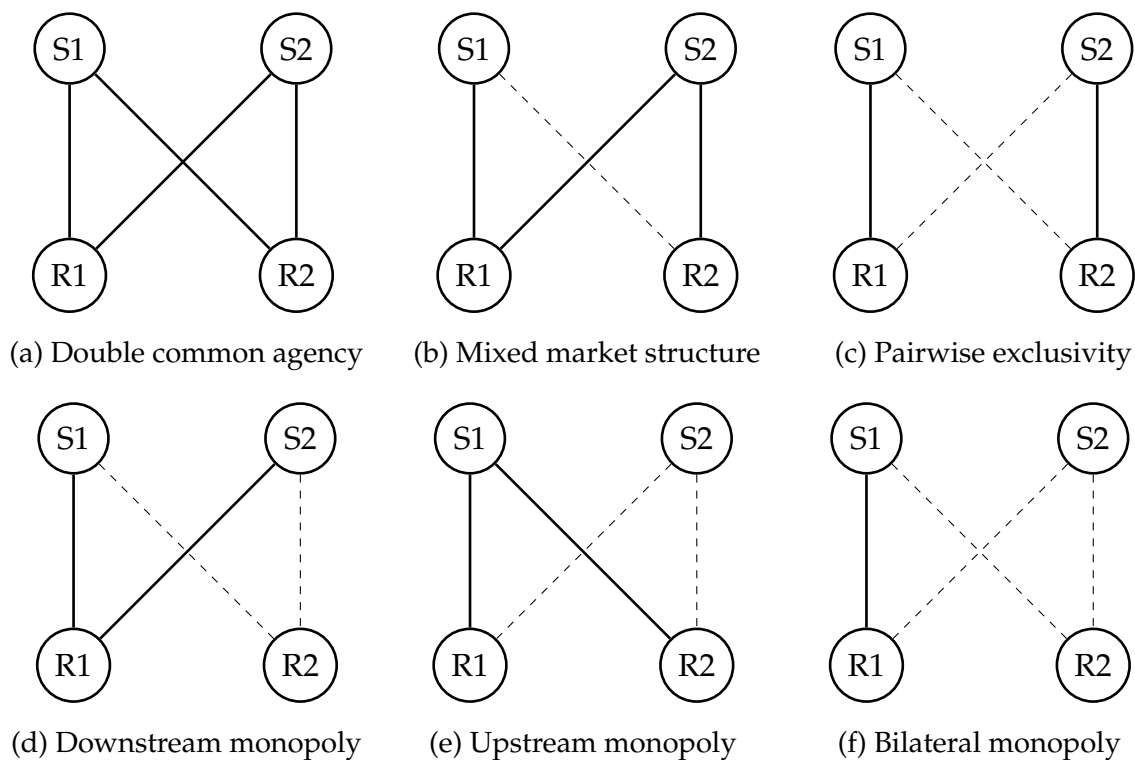 S1 S2 S1 S2 S1 S2
R1 R2 R1 R2 R1 R2
(a) Double common agency (b) Mixed market structure (c) Pairwise exclusivity
S1 S2 S1 S2 S1 S2
R1 R2 R1 R2 R1 R2
(d) Downstream monopoly (e) Upstream monopoly (f) Bilateral monopoly